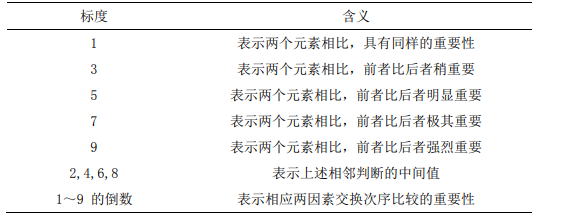 标度 含义
1 表示两个元素相比，具有同样的重要性
3 表示两个元素相比，前者比后者稍重要
5 表示两个元素相比，前者比后者明显重要
7 表示两个元素相比，前者比后者极其重要
9 表示两个元素相比，前者比后者强烈重要
2,4,6,8 表示上述相邻判断的中间值
1～9 的倒数 表示相应两因素交换次序比较的重要性